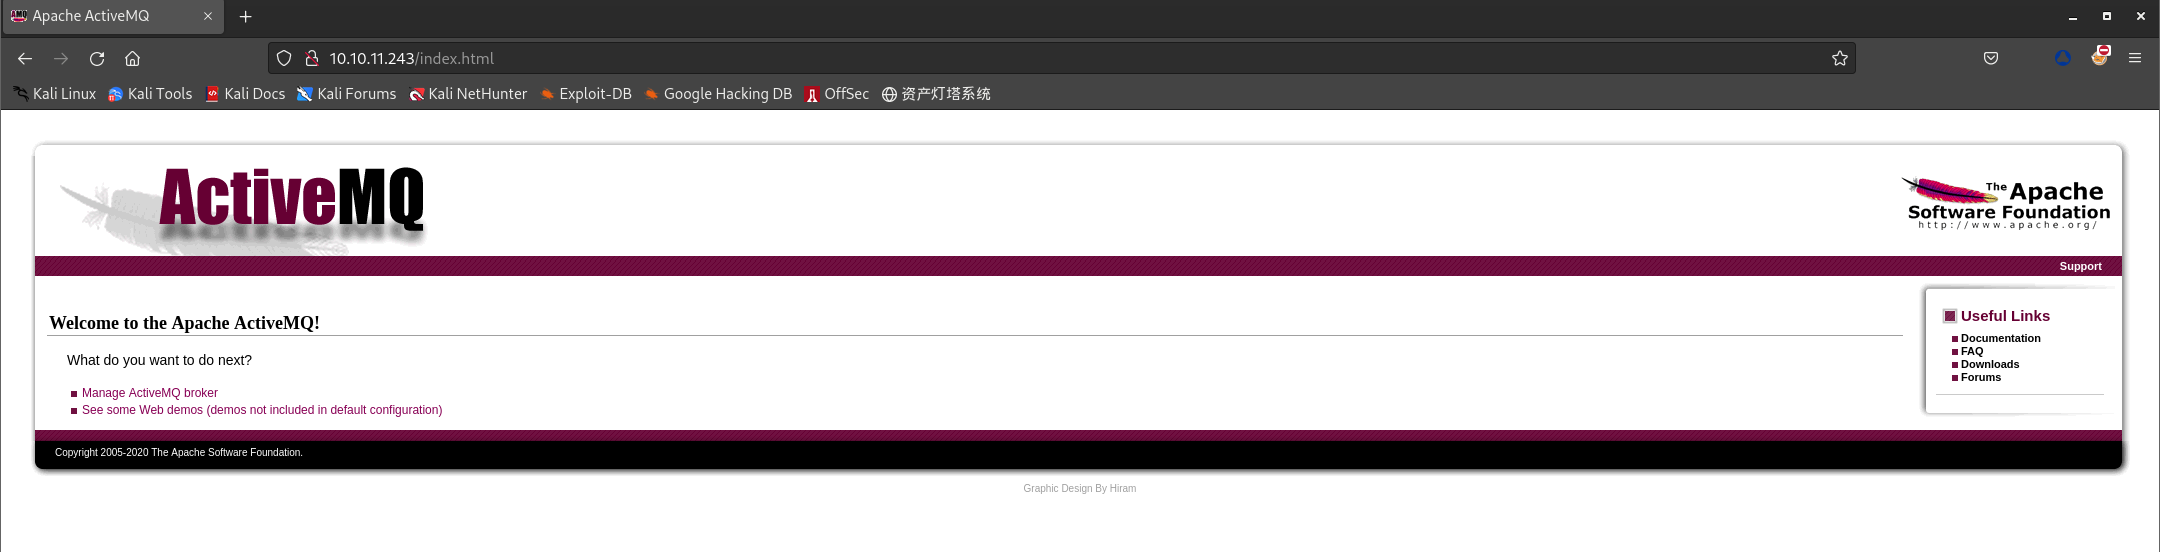 Apache ActiveMQ
10.10.11.243/index.html
Kali Linux Kali Tools Kali Docs Kali Forums Kali NetHunter Exploit-DB Google Hacking DB OffSec 资产灯塔系统
ActiveMQ
The Apache
Software Foundation
http://www.apache.org/
Support
Welcome to the Apache ActiveMQ!
What do you want to do next?
Manage ActiveMQ broker
See some Web demos (demos not included in default configuration)
Useful Links
Documentation
FAQ
Downloads
Forums
Copyright 2005-2020 The Apache Software Foundation.
Graphic Design By Hiram